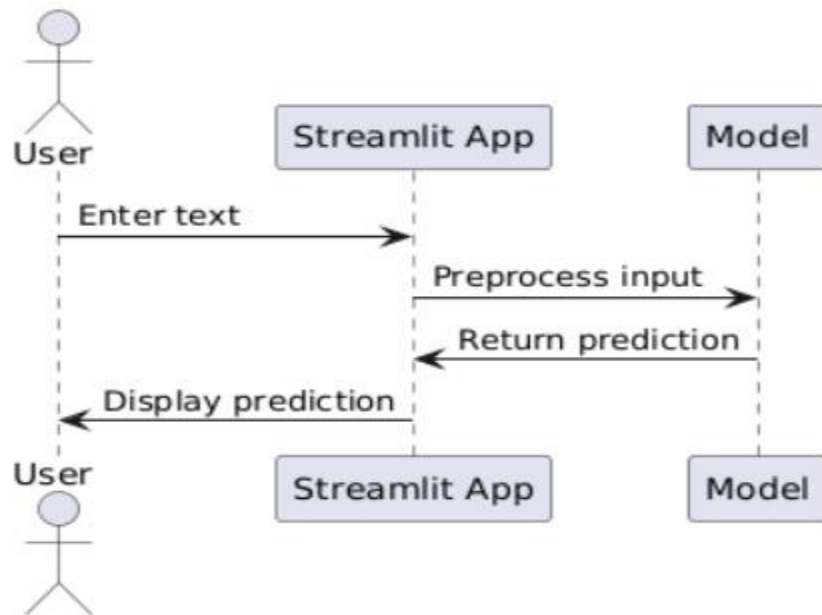 User
Streamlit App
Model
Enter text
Preprocess input
Return prediction
Display prediction
User
Streamlit App
Model